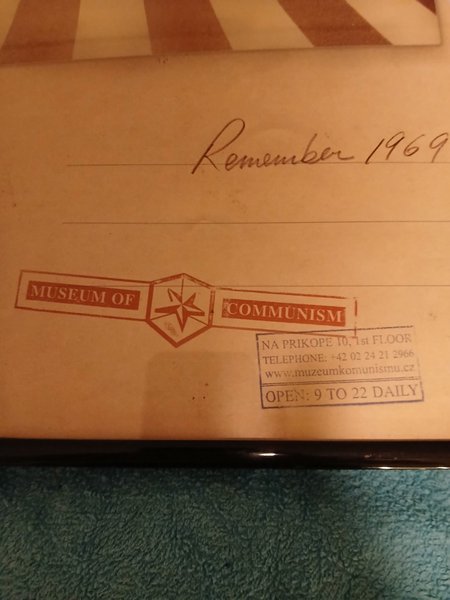 Remember 1969
MUSEUM OF COMMUNISM
NA PRIKOPE 10, 1st FLOOR
TELEPHONE: +42 02 24 21 2966
www.muzeumkomunismu.cz
OPEN: 9 TO 22 DAILY